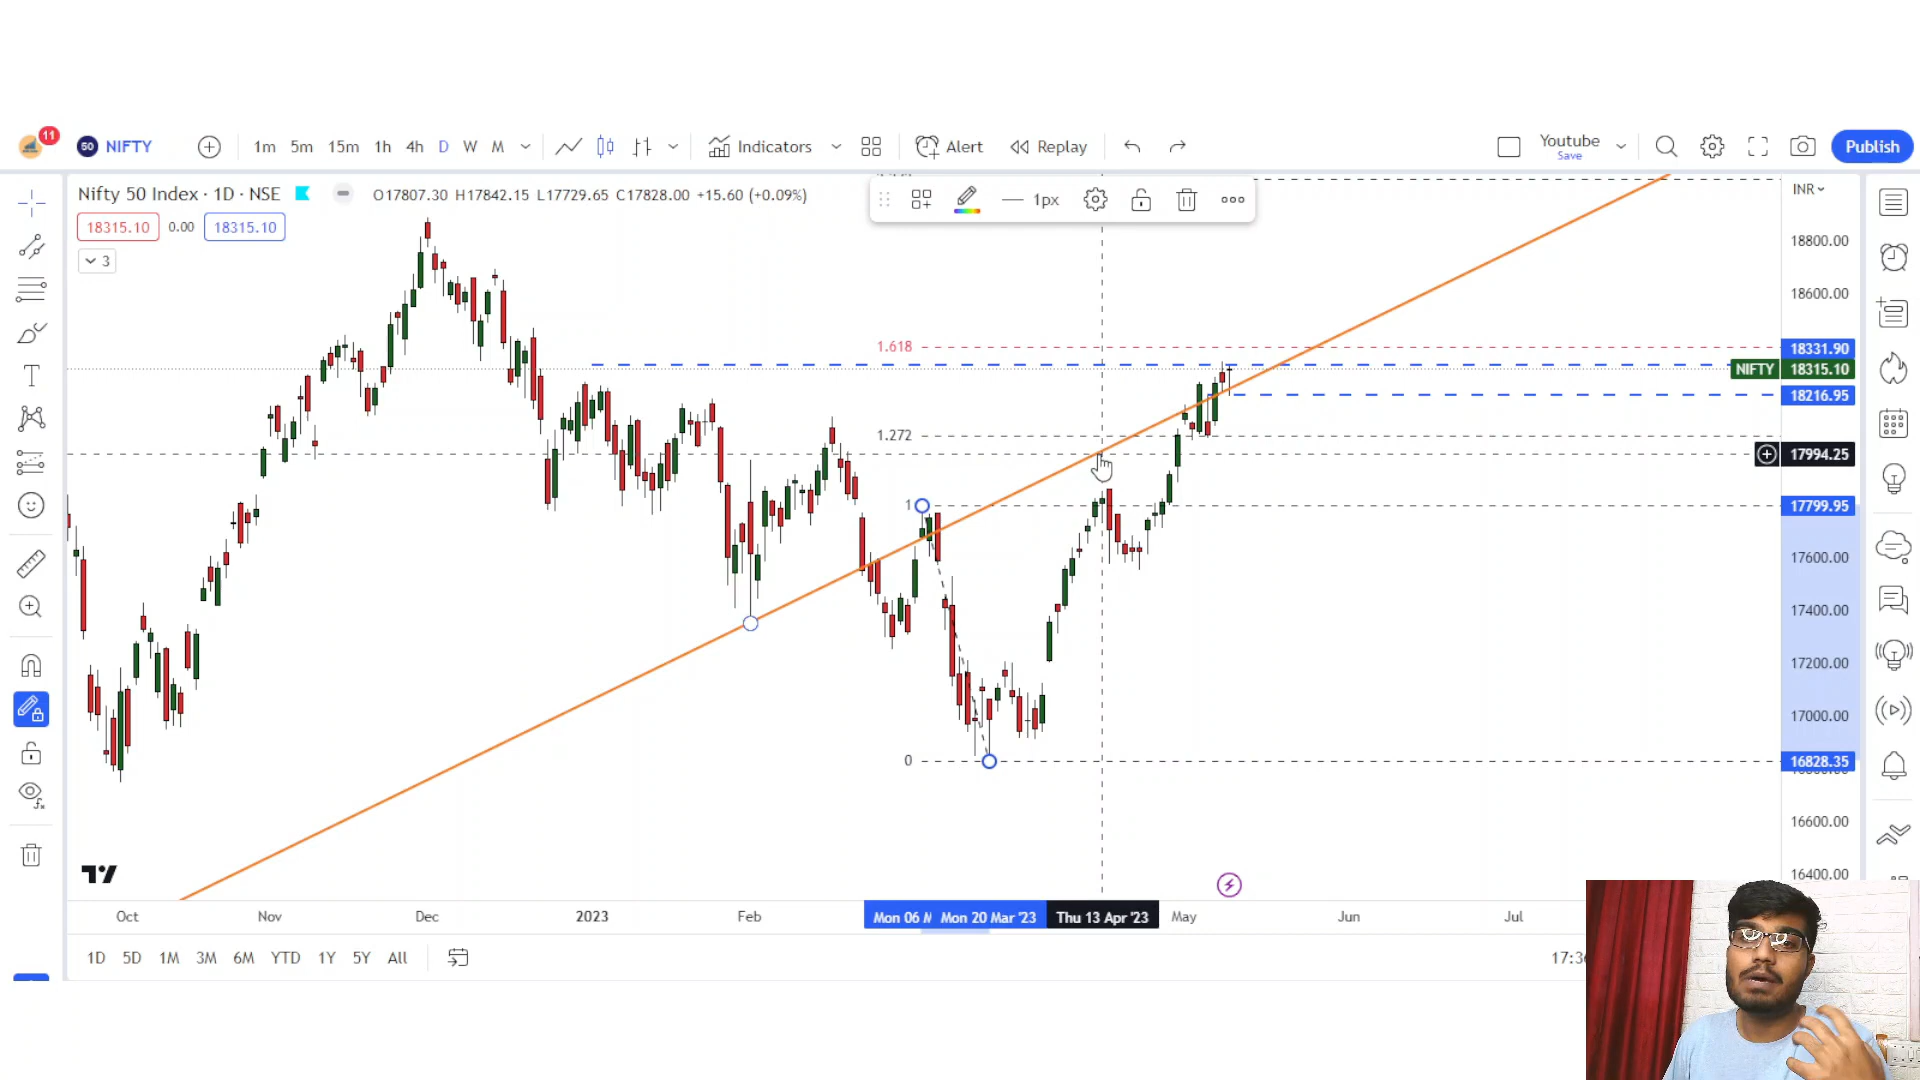 11
50 NIFTY 1m 5m 15m 1h 4h D W M Indicators Alert Replay Youtube Save Publish
Nifty 50 Index · 1D · NSE O17807.30 H17842.15 L17729.65 C17828.00 +15.60 (+0.09%)
1px
INR
18315.10 0.00 18315.10
3
18800.00
18600.00
1.618
18331.90
NIFTY 18315.10
18216.95
1.272
17994.25
1
17799.95
17600.00
17400.00
17200.00
17000.00
0
16828.35
16600.00
16400.00
Oct Nov Dec 2023 Feb Mon 06 Mon 20 Mar '23 Thu 13 Apr '23 May Jun Jul
1D 5D 1M 3M 6M YTD 1Y 5Y All